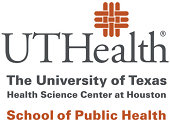 UTHealth®
The University of Texas
Health Science Center at Houston
School of Public Health